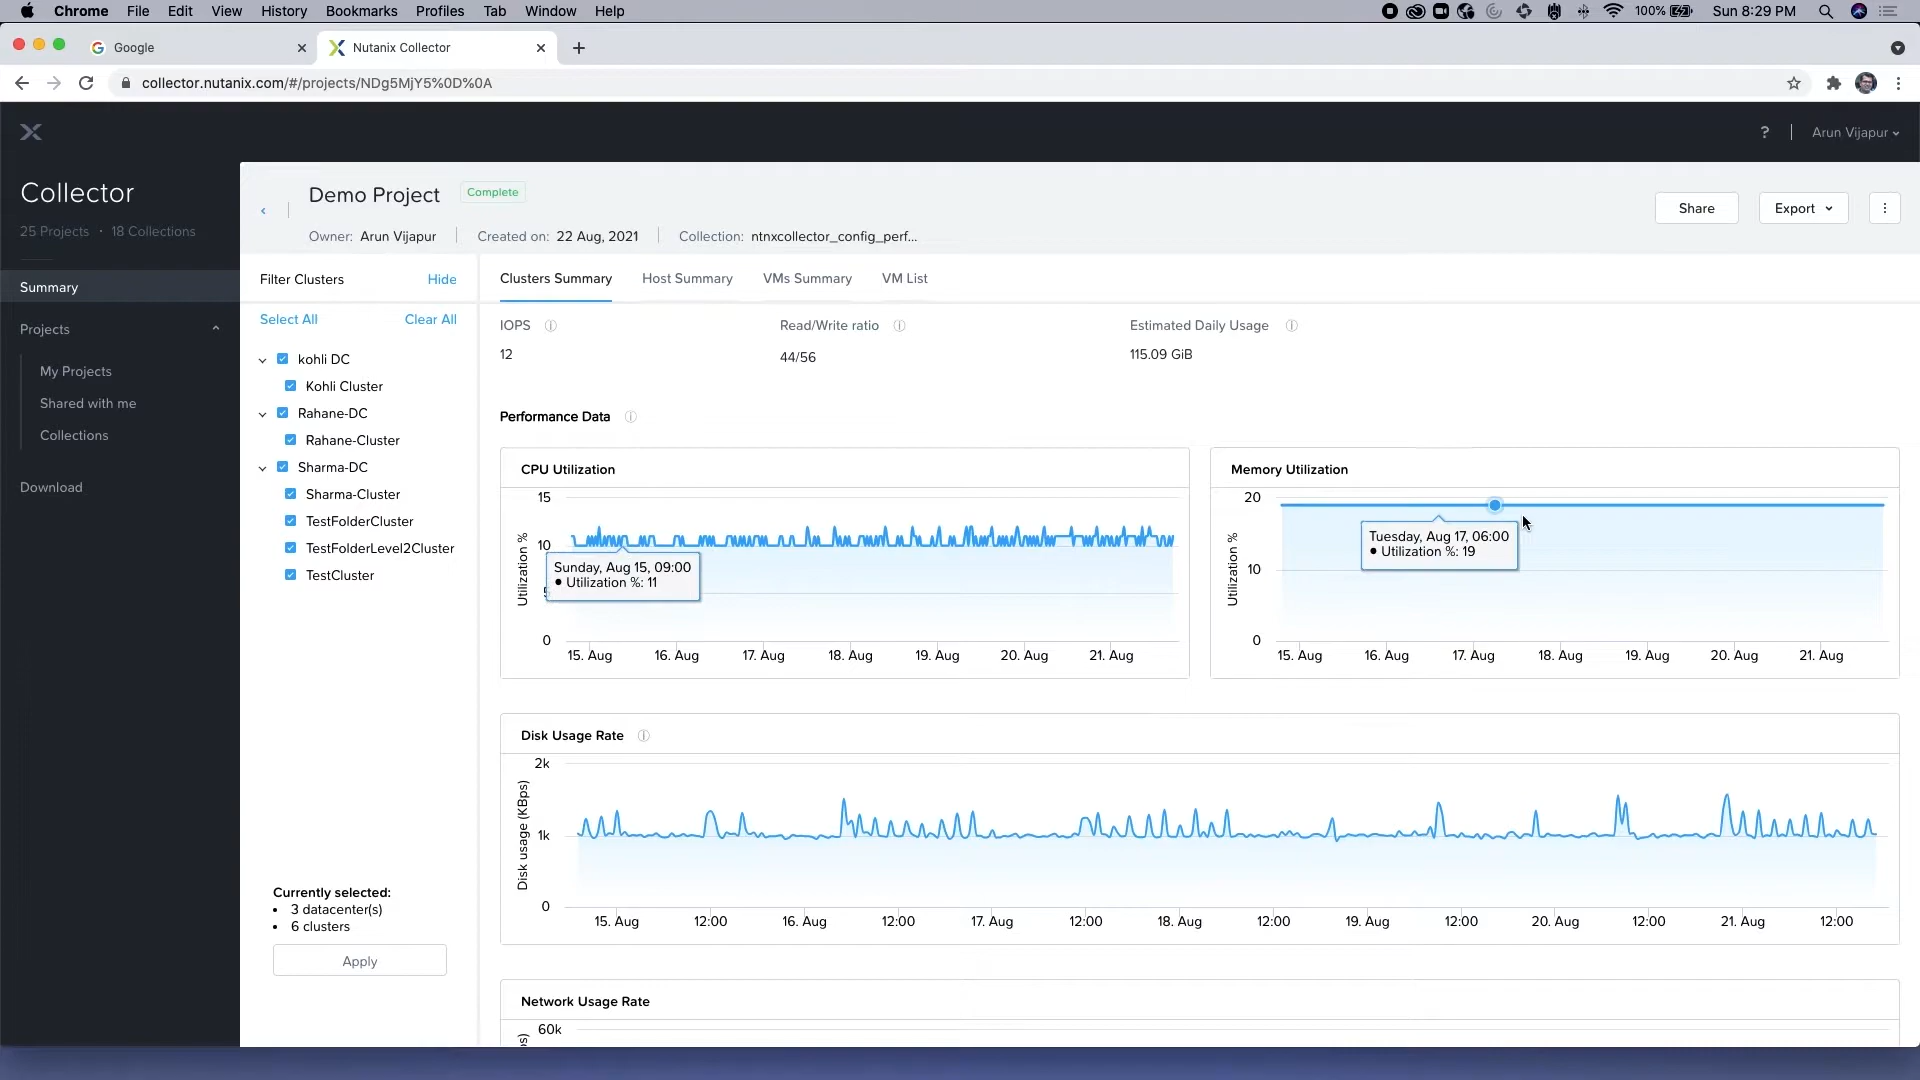 Chrome File Edit View History Bookmarks Profiles Tab Window Help 100% Sun 8:29 PM
Google Nutanix Collector
collector.nutanix.com/#/projects/NDg5MjY5%0D%0A
? Arun Vijapur
Collector
25 Projects · 18 Collections
Summary
Projects
My Projects
Shared with me
Collections
Download
Demo Project Complete
Owner: Arun Vijapur Created on: 22 Aug, 2021 Collection: ntnxcollector_config_perf...
Share Export
Filter Clusters Hide
Select All Clear All
kohli DC
Kohli Cluster
Rahane-DC
Rahane-Cluster
Sharma-DC
Sharma-Cluster
TestFolderCluster
TestFolderLevel2Cluster
TestCluster
Currently selected:
• 3 datacenter(s)
• 6 clusters
Apply
Clusters Summary Host Summary VMs Summary VM List
IOPS Read/Write ratio Estimated Daily Usage
12 44/56 115.09 GiB
Performance Data
CPU Utilization
Utilization %
15
10
0
Sunday, Aug 15, 09:00
● Utilization %: 11
15. Aug 16. Aug 17. Aug 18. Aug 19. Aug 20. Aug 21. Aug
Memory Utilization
Utilization %
20
10
0
Tuesday, Aug 17, 06:00
● Utilization %: 19
15. Aug 16. Aug 17. Aug 18. Aug 19. Aug 20. Aug 21. Aug
Disk Usage Rate
Disk usage (KBps)
2k
1k
0
15. Aug 12:00 16. Aug 12:00 17. Aug 12:00 18. Aug 12:00 19. Aug 12:00 20. Aug 12:00 21. Aug 12:00
Network Usage Rate
60k